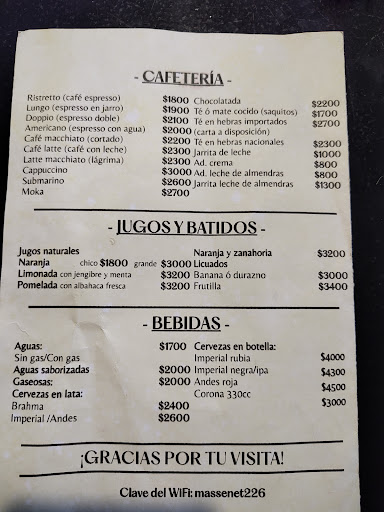 - CAFETERÍA -
Ristretto (café espresso) $1800
Lungo (espresso en jarro) $1900
Doppio (espresso doble) $2100
Americano (espresso con agua) $2000
Café macchiato (cortado) $2200
Café latte (café con leche) $2300
Latte macchiato (lágrima) $2300
Cappuccino $3000
Submarino $2600
Moka $2700
Chocolatada $2200
Té ó mate cocido (saquitos) $1700
Té en hebras importados $2700
(carta a disposición)
Té en hebras nacionales $2300
Jarrita de leche $1000
Ad. crema $800
Ad. leche de almendras $800
Jarrita leche de almendras $1300
- JUGOS Y BATIDOS -
Jugos naturales
Naranja chico $1800 grande $3000
Limonada con jengibre y menta $3200
Pomelada con albahaca fresca $3200
Naranja y zanahoria $3200
Licuados
Banana ó durazno $3000
Frutilla $3400
- BEBIDAS -
Aguas: $1700
Sin gas/Con gas
Aguas saborizadas $2000
Gaseosas: $2000
Cervezas en lata:
Brahma $2400
Imperial /Andes $2600
Cervezas en botella:
Imperial rubia $4000
Imperial negra/ipa $4300
Andes roja $4500
Corona 330cc $3000
¡GRACIAS POR TU VISITA!
Clave del WiFi: massenet226